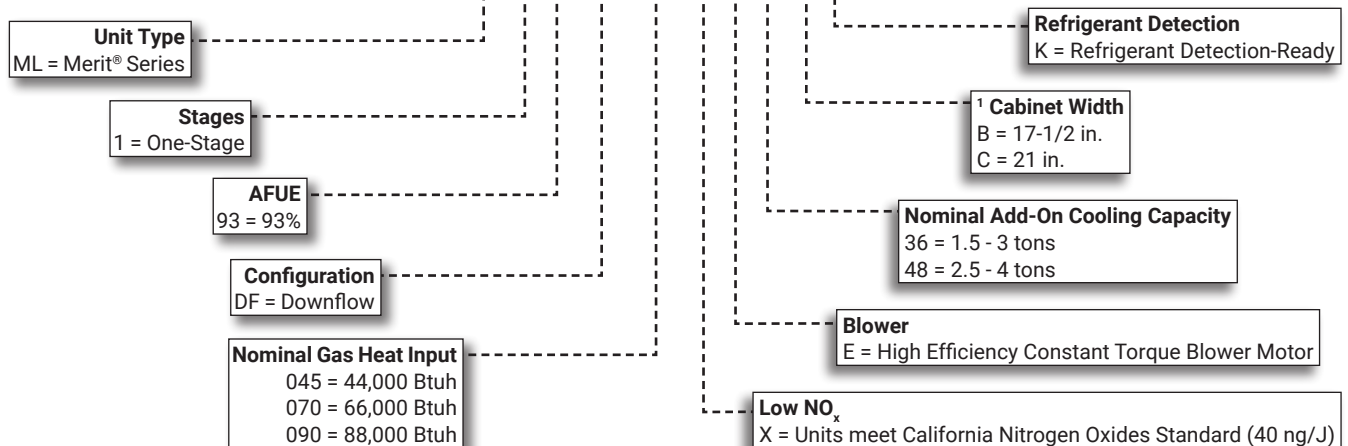 Unit Type
ML = Merit® Series
Stages
1 = One-Stage
AFUE
93 = 93%
Configuration
DF = Downflow
Nominal Gas Heat Input
045 = 44,000 Btuh
070 = 66,000 Btuh
090 = 88,000 Btuh
Refrigerant Detection
K = Refrigerant Detection-Ready
¹ Cabinet Width
B = 17-1/2 in.
C = 21 in.
Nominal Add-On Cooling Capacity
36 = 1.5 - 3 tons
48 = 2.5 - 4 tons
Blower
E = High Efficiency Constant Torque Blower Motor
Low NOₓ
X = Units meet California Nitrogen Oxides Standard (40 ng/J)